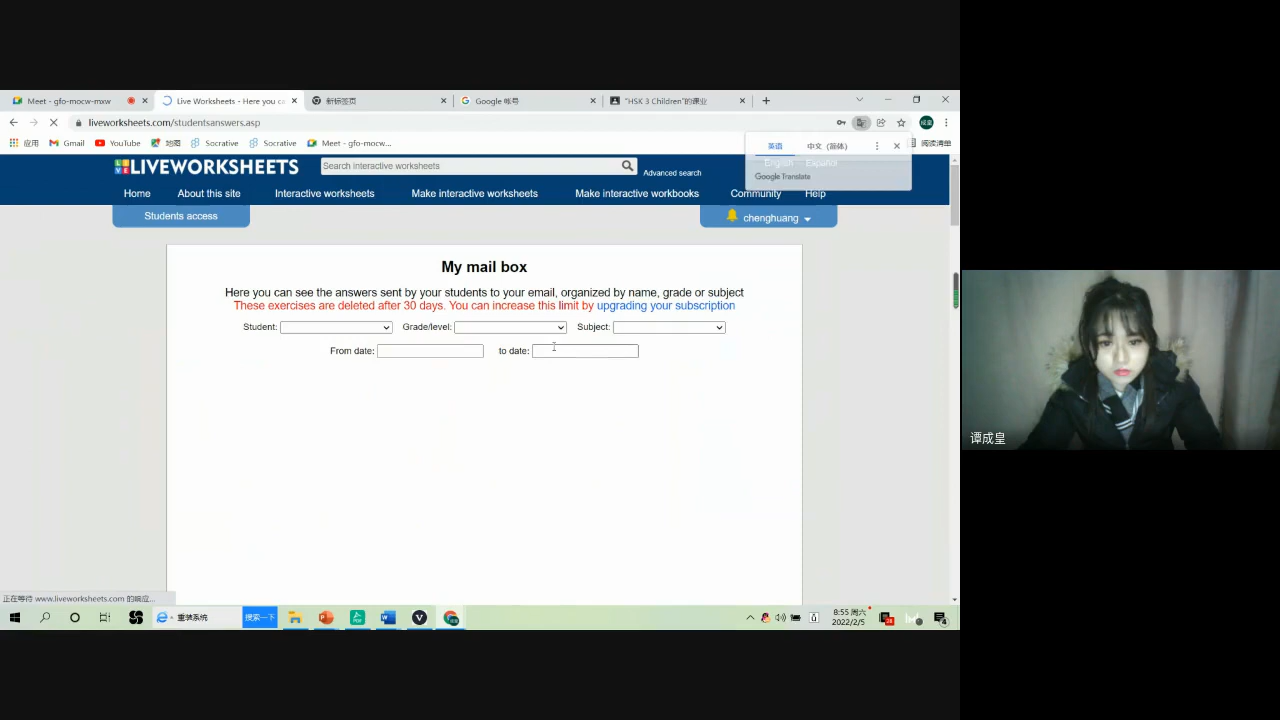 Meet - gfo-mocw-mxw
Live Worksheets - Here you ca
新标签页
Google 帐号
"HSK 3 Children"的课业
liveworksheets.com/studentsanswers.asp
应用
Gmail
YouTube
地图
Socrative
Socrative
Meet - gfo-mocw...
阅读清单
英语
中文 (简体)
English
Español
Google Translate
LIVEWORKSHEETS
Search interactive worksheets
Advanced search
Home
About this site
Interactive worksheets
Make interactive worksheets
Make interactive workbooks
Community
Help
Students access
chenghuang
My mail box
Here you can see the answers sent by your students to your email, organized by name, grade or subject
These exercises are deleted after 30 days. You can increase this limit by upgrading your subscription
Student:
Grade/level:
Subject:
From date:
to date:
谭成皇
正在等待 www.liveworksheets.com 的响应...
重装系统
搜索一下
8:55 周六
2022/2/5